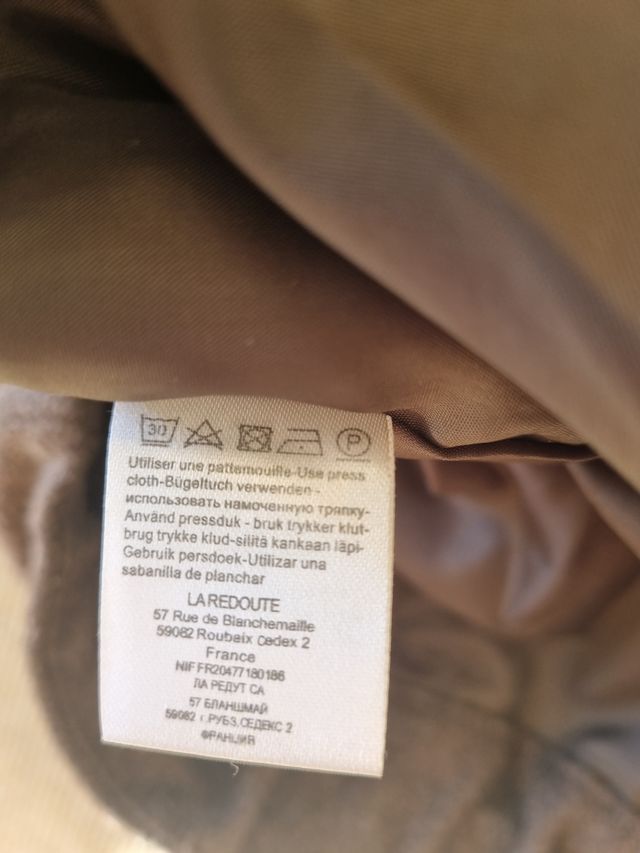 30 P
Utiliser une pattemouille-Use press
cloth-Bügeltuch verwenden -
использовать намоченную тряпку-
Använd pressduk - bruk trykker klut-
brug trykke klud-silitä kankaan läpi-
Gebruik persdoek-Utilizar una
sabanilla de planchar
LA REDOUTE
57 Rue de Blanchemaille
59082 Roubaix Cedex 2
France
NIF FR20477180186
ЛА РЕДУТ СА
57 БЛАНШМАЙ
59082 г.РУБЭ,СЕДЕКС 2
ФРАНЦИЯ